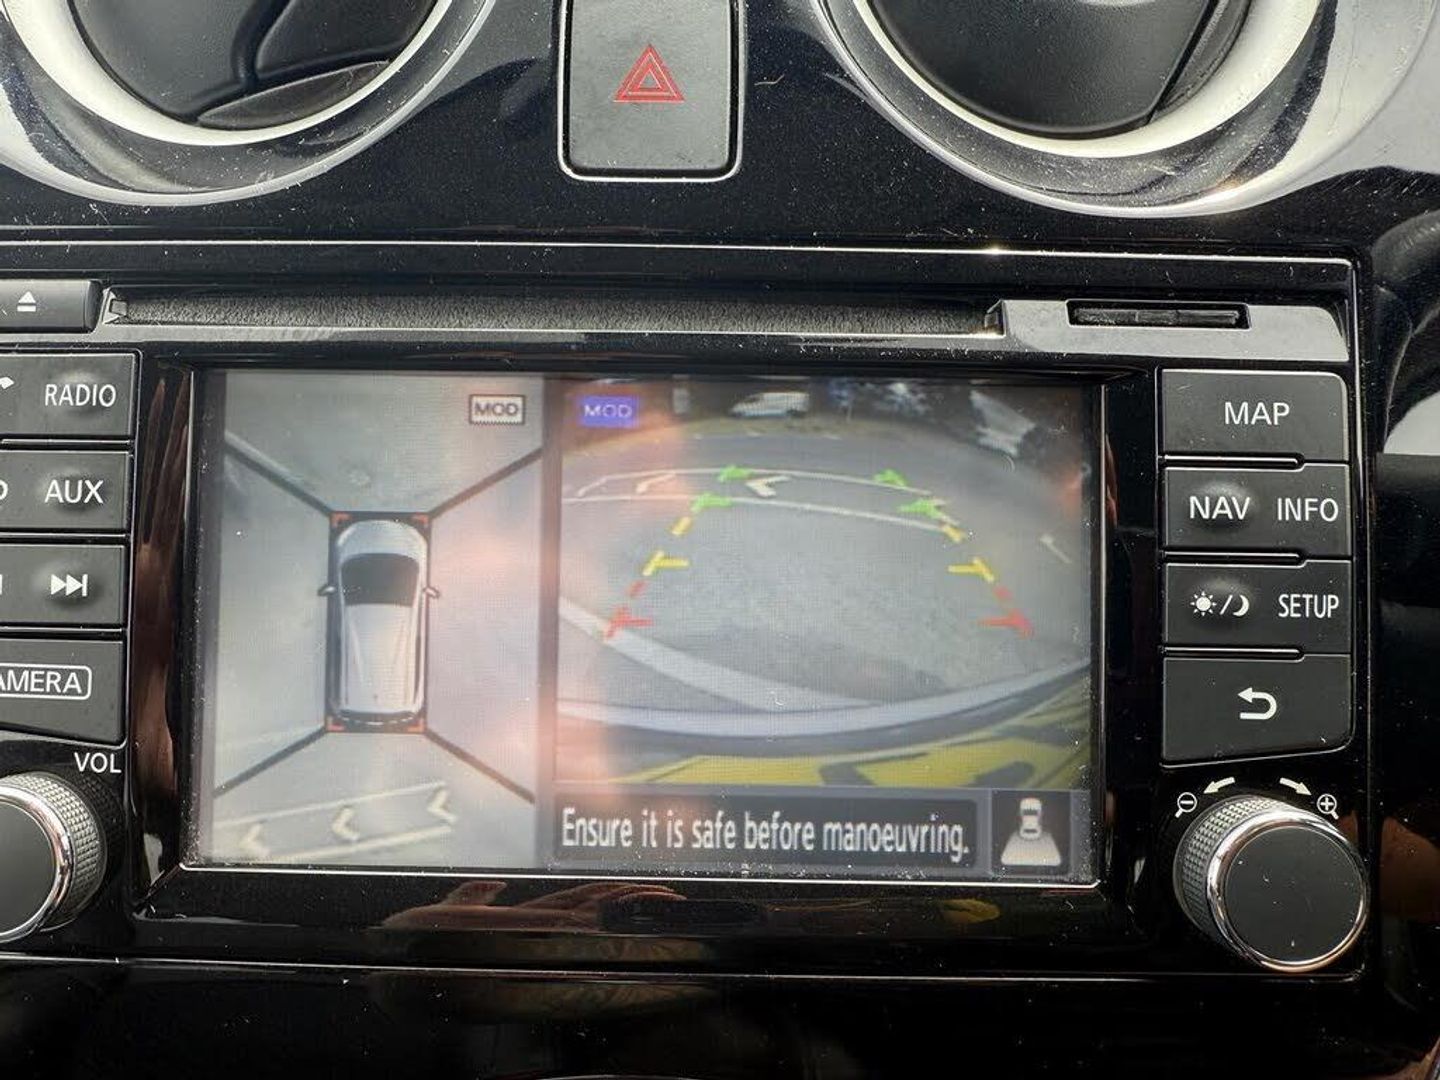 RADIO
AUX
AMERA
VOL
MOD
MOD
Ensure it is safe before manoeuvring.
MAP
NAV INFO
SETUP